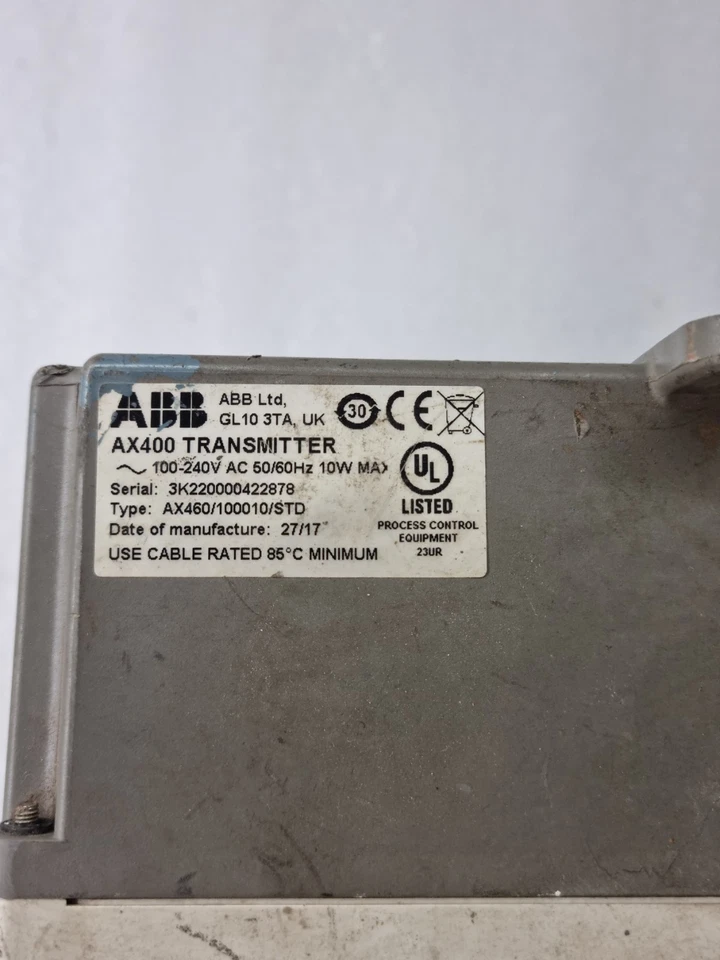 ABB
ABB Ltd,
GL10 3TA, UK
30
CE
AX400 TRANSMITTER
100-240V AC 50/60Hz 10W MAX
UL
Serial: 3K220000422878
LISTED
Type: AX460/100010/STD
PROCESS CONTROL
EQUIPMENT
23UR
Date of manufacture: 27/17
USE CABLE RATED 85°C MINIMUM